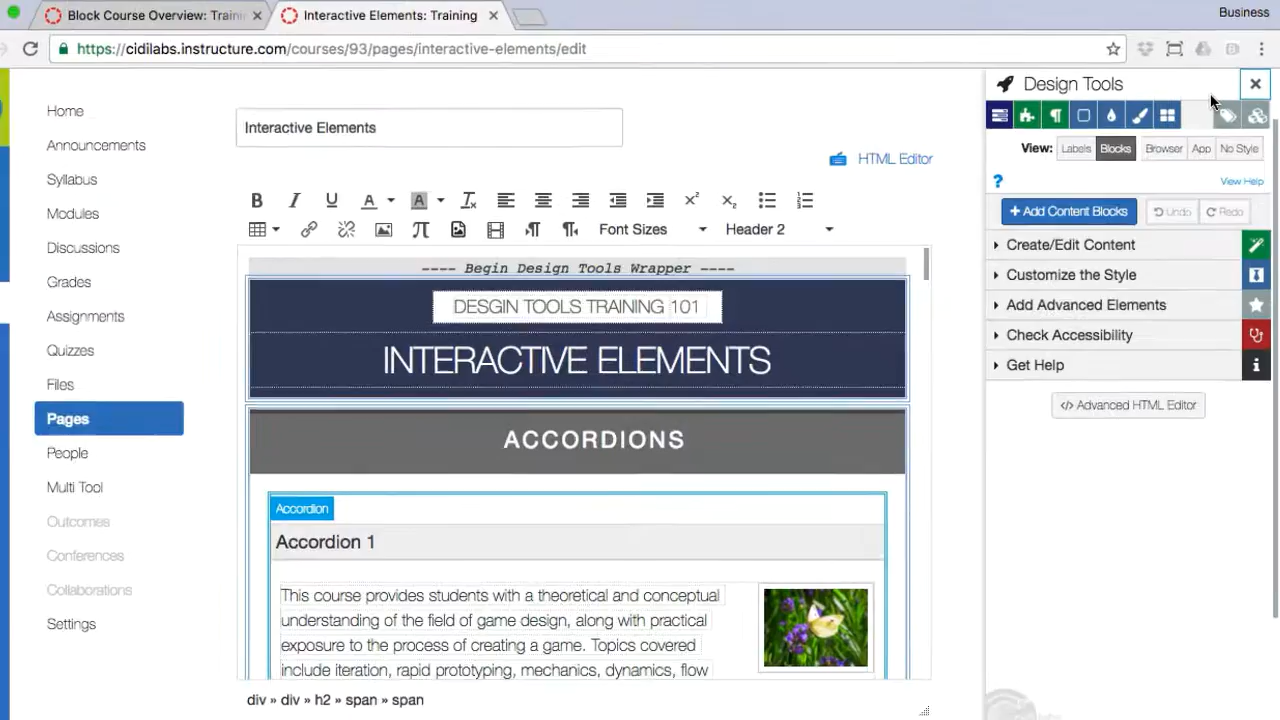 Block Course Overview: Traini
Interactive Elements: Training
Business
https://cidilabs.instructure.com/courses/93/pages/interactive-elements/edit
Home
Announcements
Syllabus
Modules
Discussions
Grades
Assignments
Quizzes
Files
Pages
People
Multi Tool
Outcomes
Conferences
Collaborations
Settings
Interactive Elements
HTML Editor
B I U A A
Font Sizes
Header 2
---- Begin Design Tools Wrapper ----
DESGIN TOOLS TRAINING 101
INTERACTIVE ELEMENTS
ACCORDIONS
Accordion
Accordion 1
This course provides students with a theoretical and conceptual
understanding of the field of game design, along with practical
exposure to the process of creating a game. Topics covered
include iteration, rapid prototyping, mechanics, dynamics, flow
div » div » h2 » span » span
Design Tools
View: Labels Blocks Browser App No Style
? View Help
+ Add Content Blocks Undo Redo
Create/Edit Content
Customize the Style
Add Advanced Elements
Check Accessibility
Get Help
</> Advanced HTML Editor